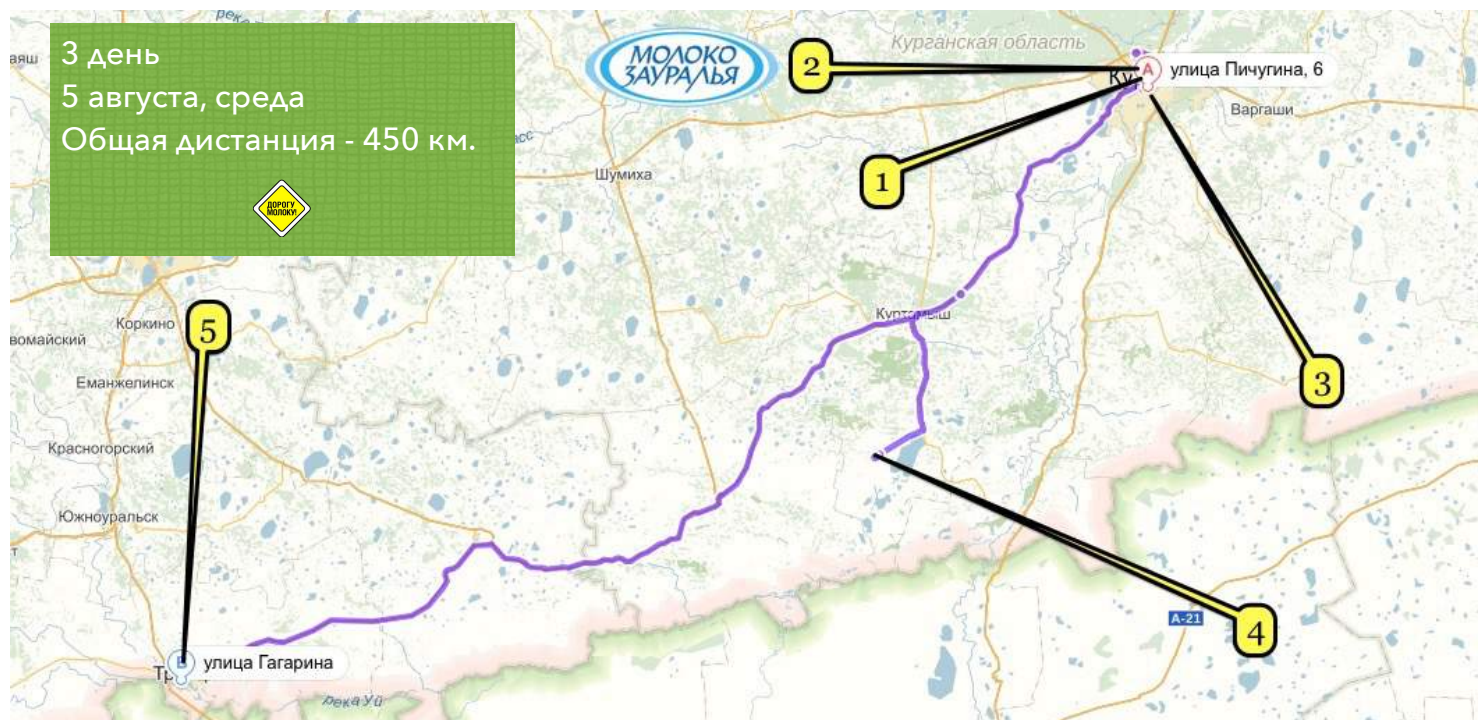 3 день
5 августа, среда
Общая дистанция - 450 км.
ДОРОГУ
МОЛОКУ!
МОЛОКО
ЗАУРАЛЬЯ
Курганская область
2
A
улица Пичугина, 6
Варгаши
1
Шумиха
Куртамыш
Коркино
5
вомайский
Еманжелинск
3
Красногорский
Южноуральск
А-21
4
улица Гагарина
река Уй